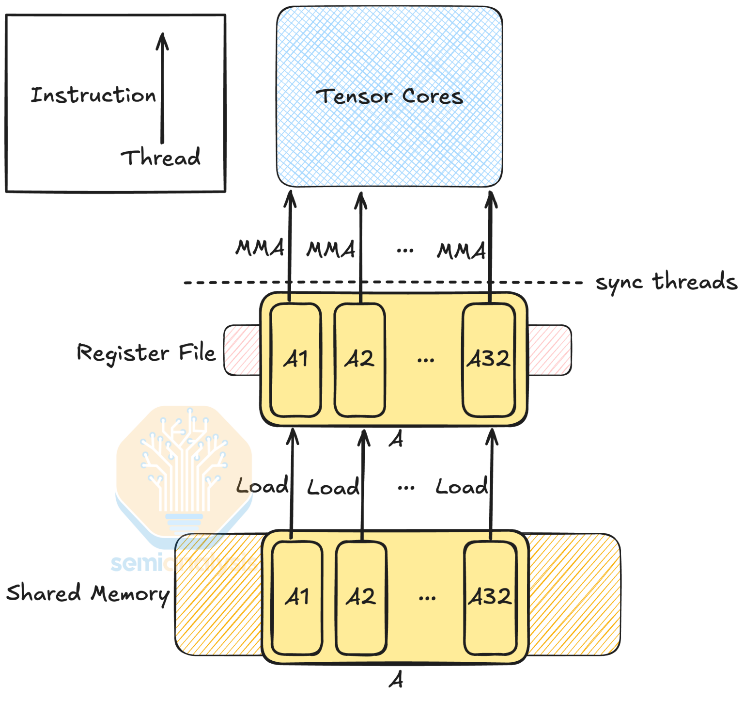 Instruction
Thread
Tensor Cores
MMA MMA ... MMA
sync threads
Register File
A1 A2 ... A32
A
Load Load ... Load
Shared Memory
A1 A2 ... A32
A